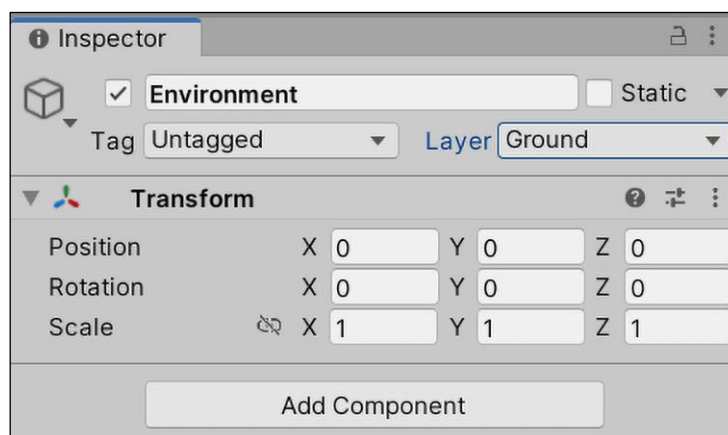 Inspector
Environment Static
Tag Untagged Layer Ground
Transform
Position X 0 Y 0 Z 0
Rotation X 0 Y 0 Z 0
Scale X 1 Y 1 Z 1
Add Component